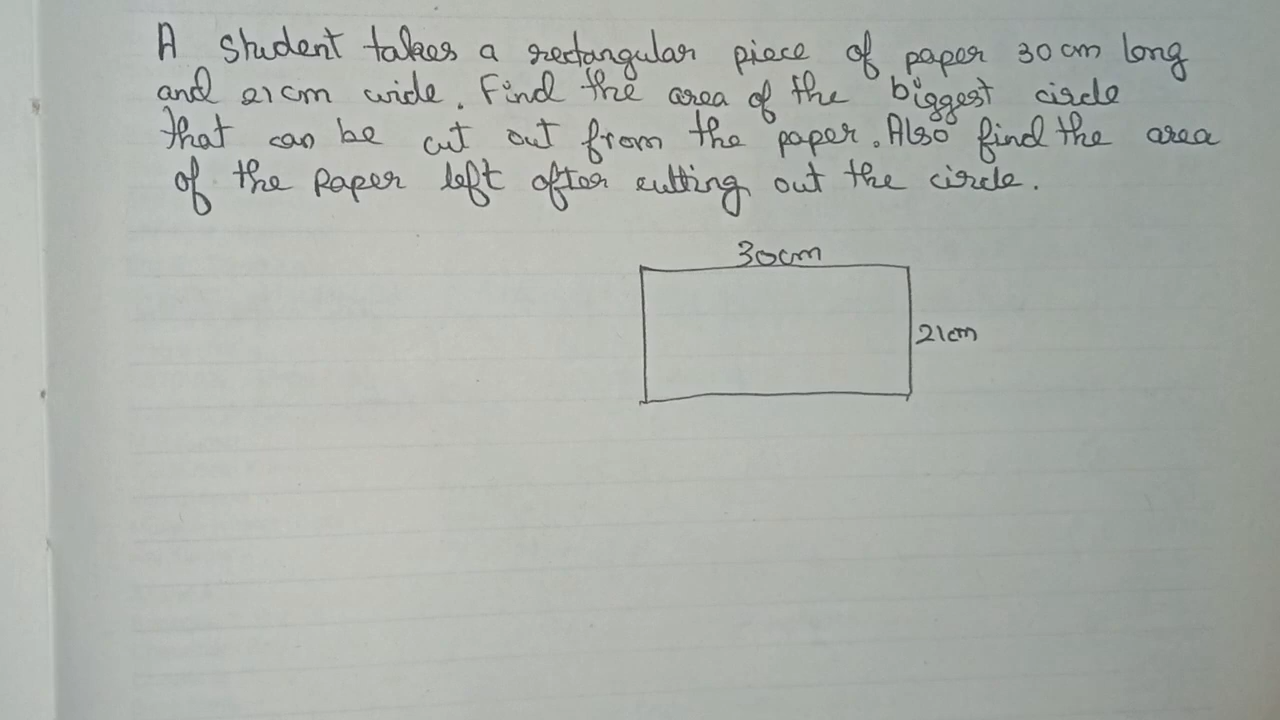 A student takes a rectangular piece of paper 30 cm long
and 21 cm wide. Find the area of the biggest circle
that can be cut out from the paper. Also find the area
of the paper left after cutting out the circle.
30cm
21cm